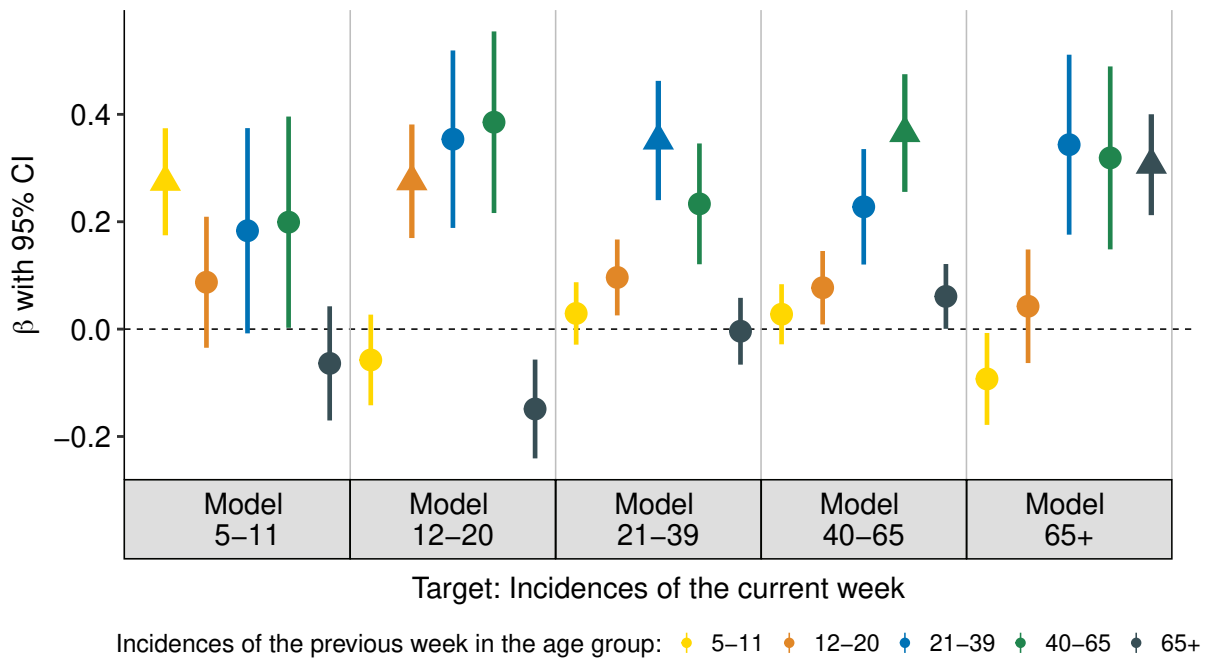 β with 95% CI
0.4
0.2
0.0
−0.2
Model
5−11
Model
12−20
Model
21−39
Model
40−65
Model
65+
Target: Incidences of the current week
Incidences of the previous week in the age group: 5−11 12−20 21−39 40−65 65+